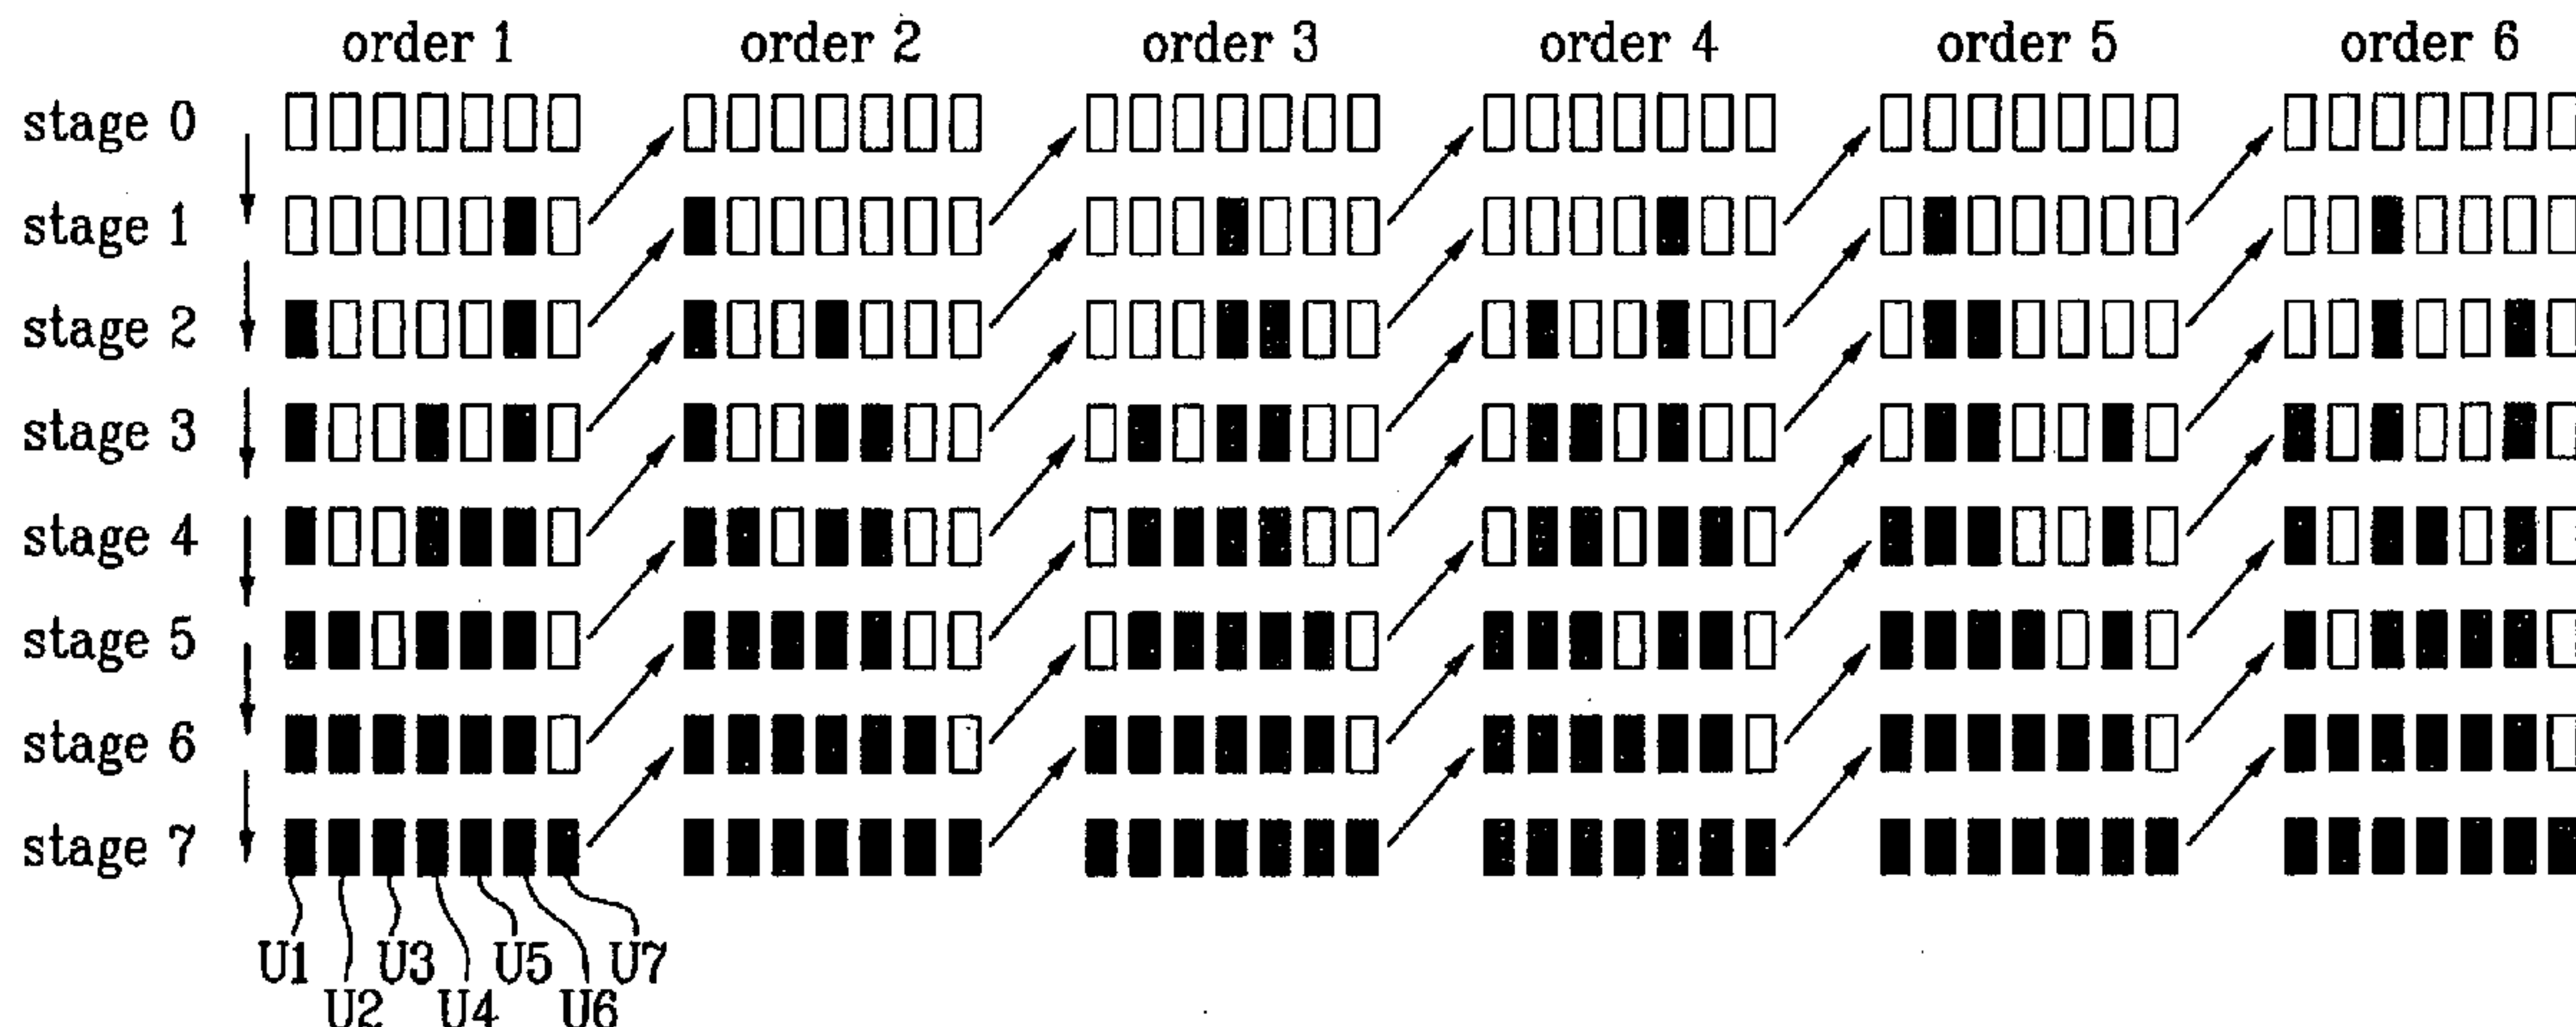 order 1 order 2 order 3 order 4 order 5 order 6
stage 0
stage 1
stage 2
stage 3
stage 4
stage 5
stage 6
stage 7
U1 U3 U5 U7
U2 U4 U6